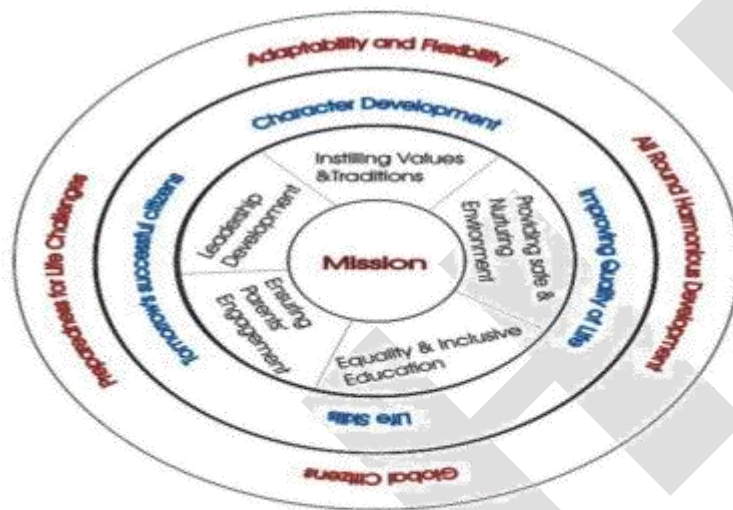 Adaptability and Flexibility
All Round Harmonious Development
Global Citizens
Preparedness for Life Challenges
Character Development
Improving Quality of Life
Life Skills
Tomorrow's successful citizens
Instilling Values
&Traditions
Providing safe &
Nurturing
Environment
Equality & Inclusive
Education
Ensuring
Parents'
Engagement
Leadership
Development
Mission